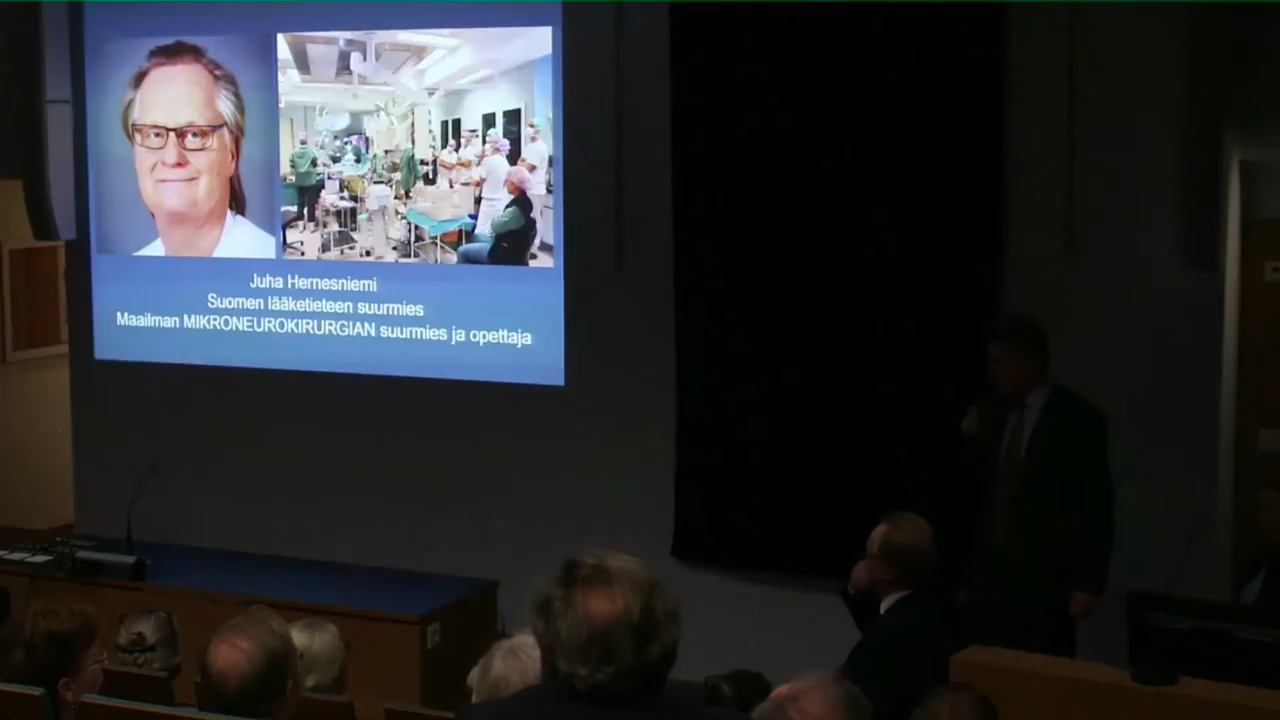 Juha Hernesniemi
Suomen lääketieteen suurmies
Maailman MIKRONEUROKIRURGIAN suurmies ja opettaja